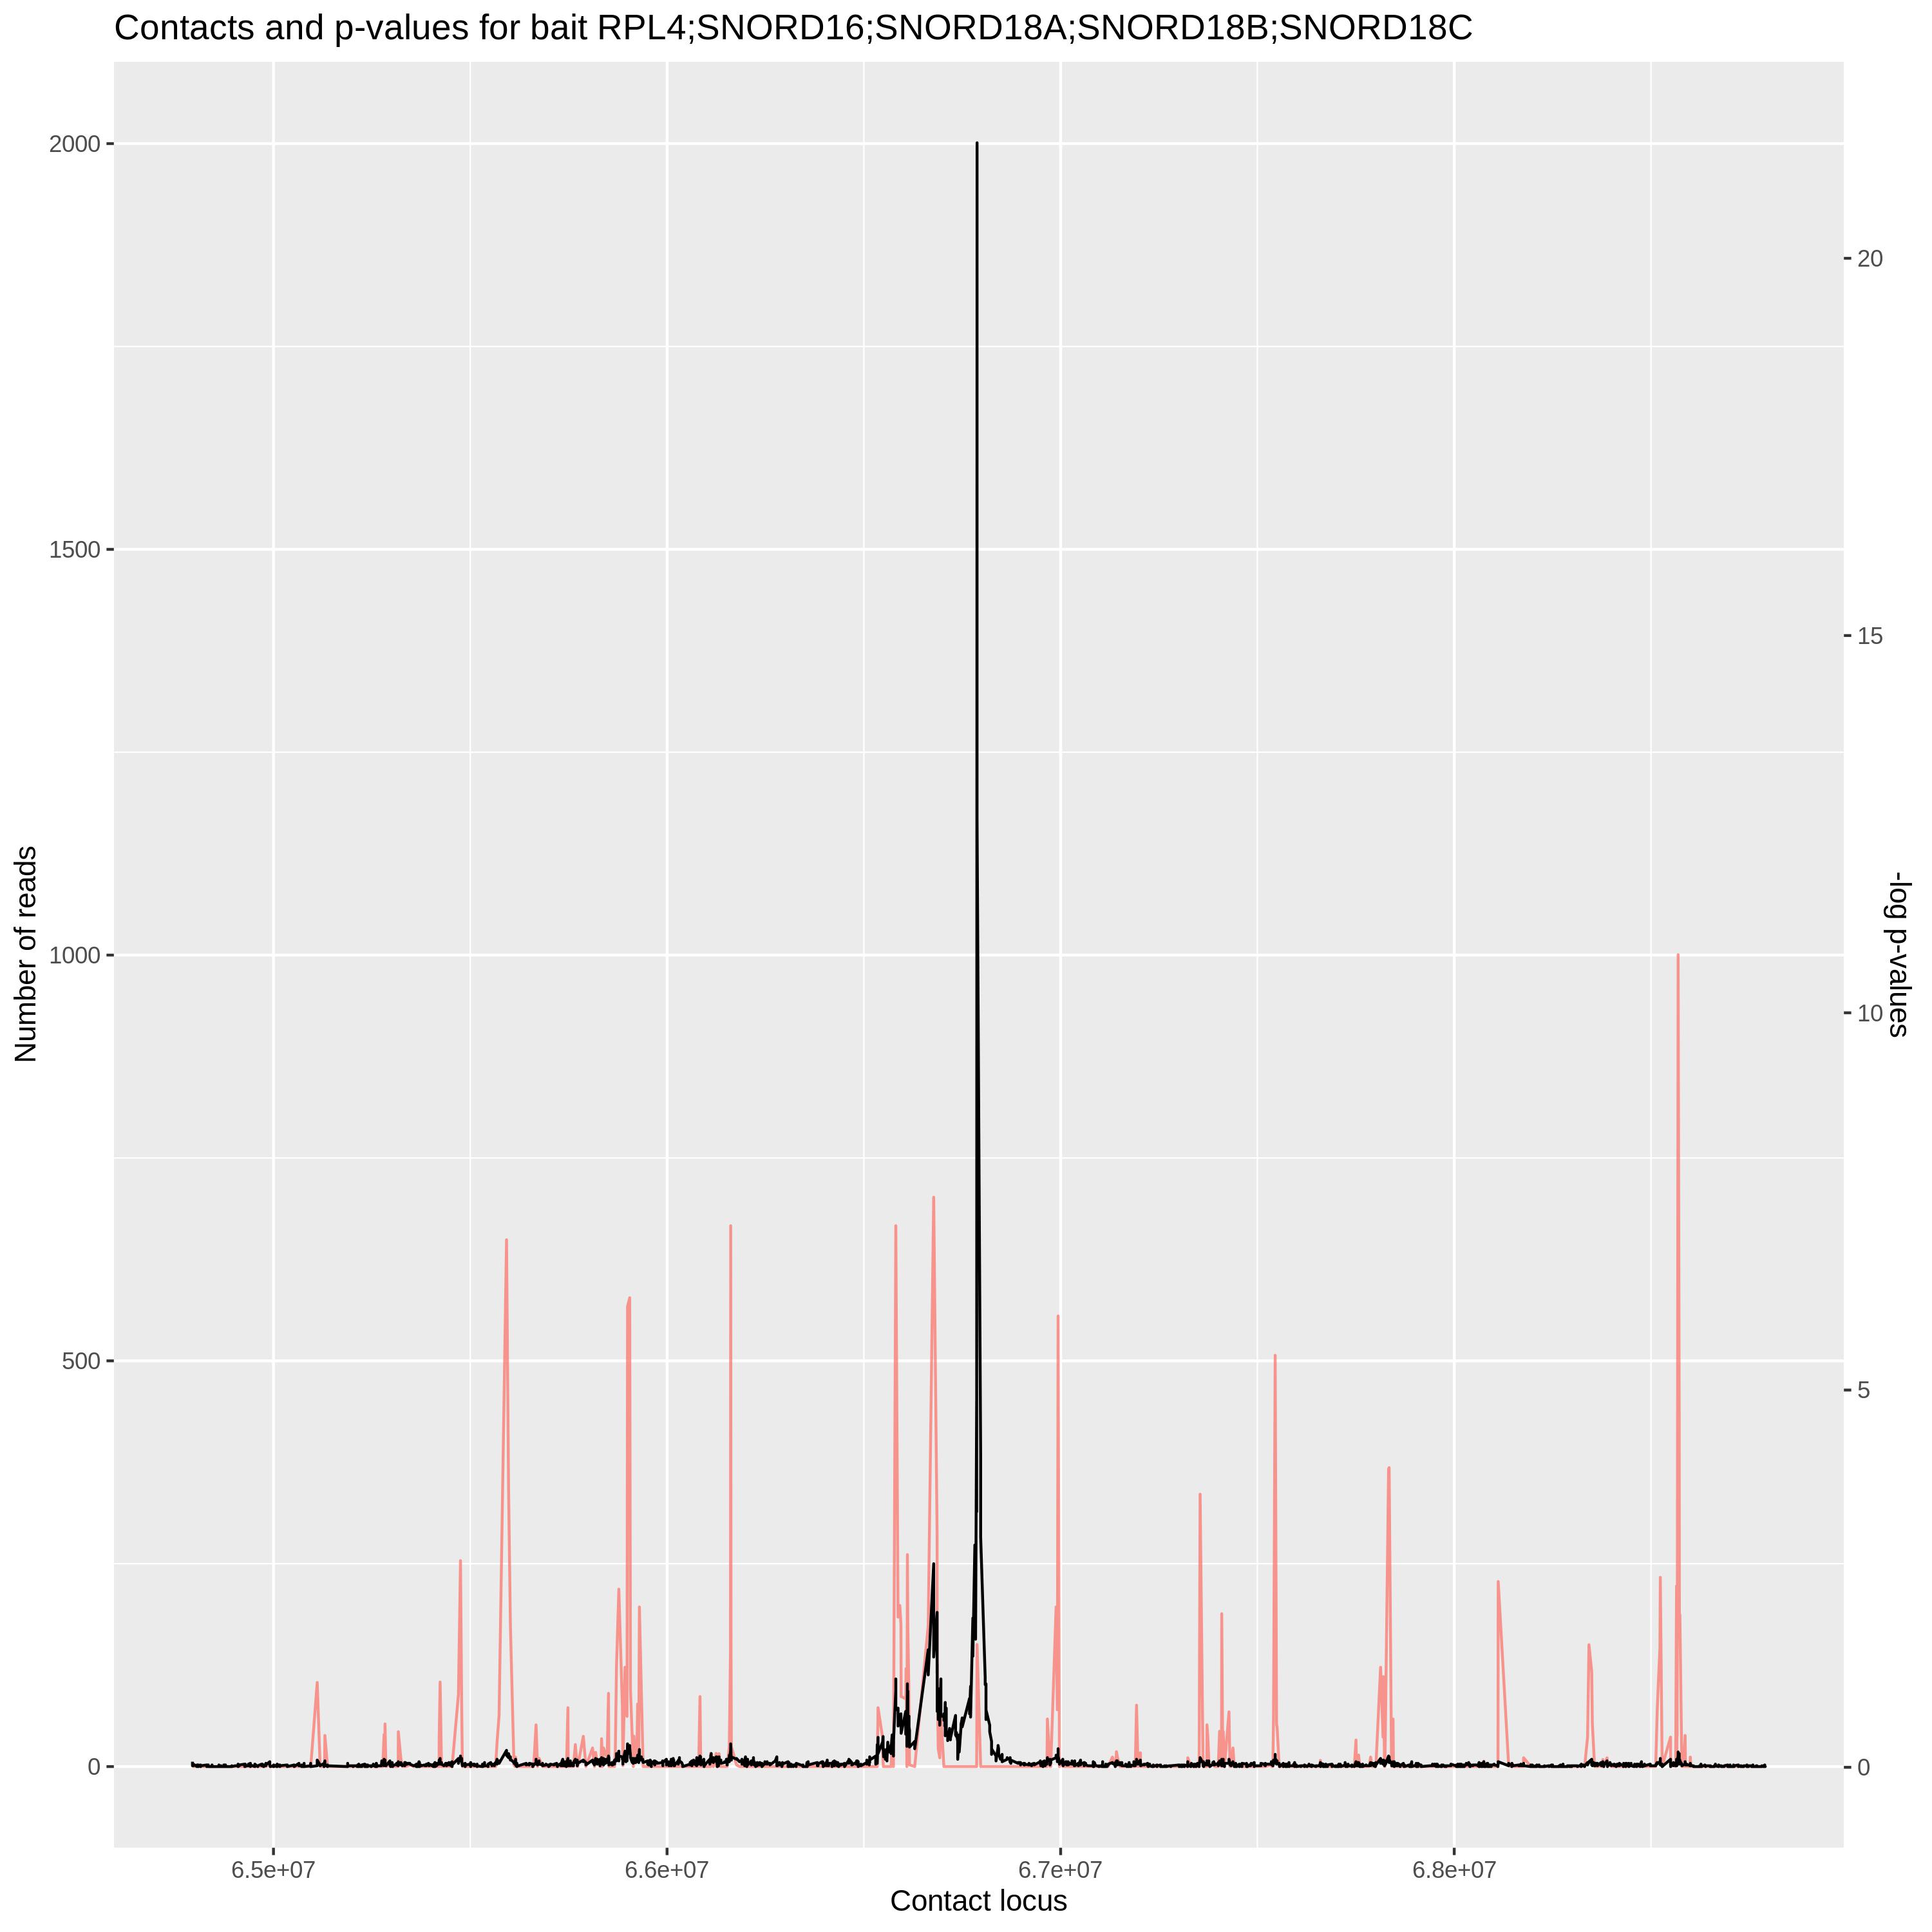 Contacts and p-values for bait RPL4;SNORD16;SNORD18A;SNORD18B;SNORD18C
2000
1500
1000
500
0
Number of reads
20
15
10
5
0
-log p-values
6.5e+07
6.6e+07
6.7e+07
6.8e+07
Contact locus